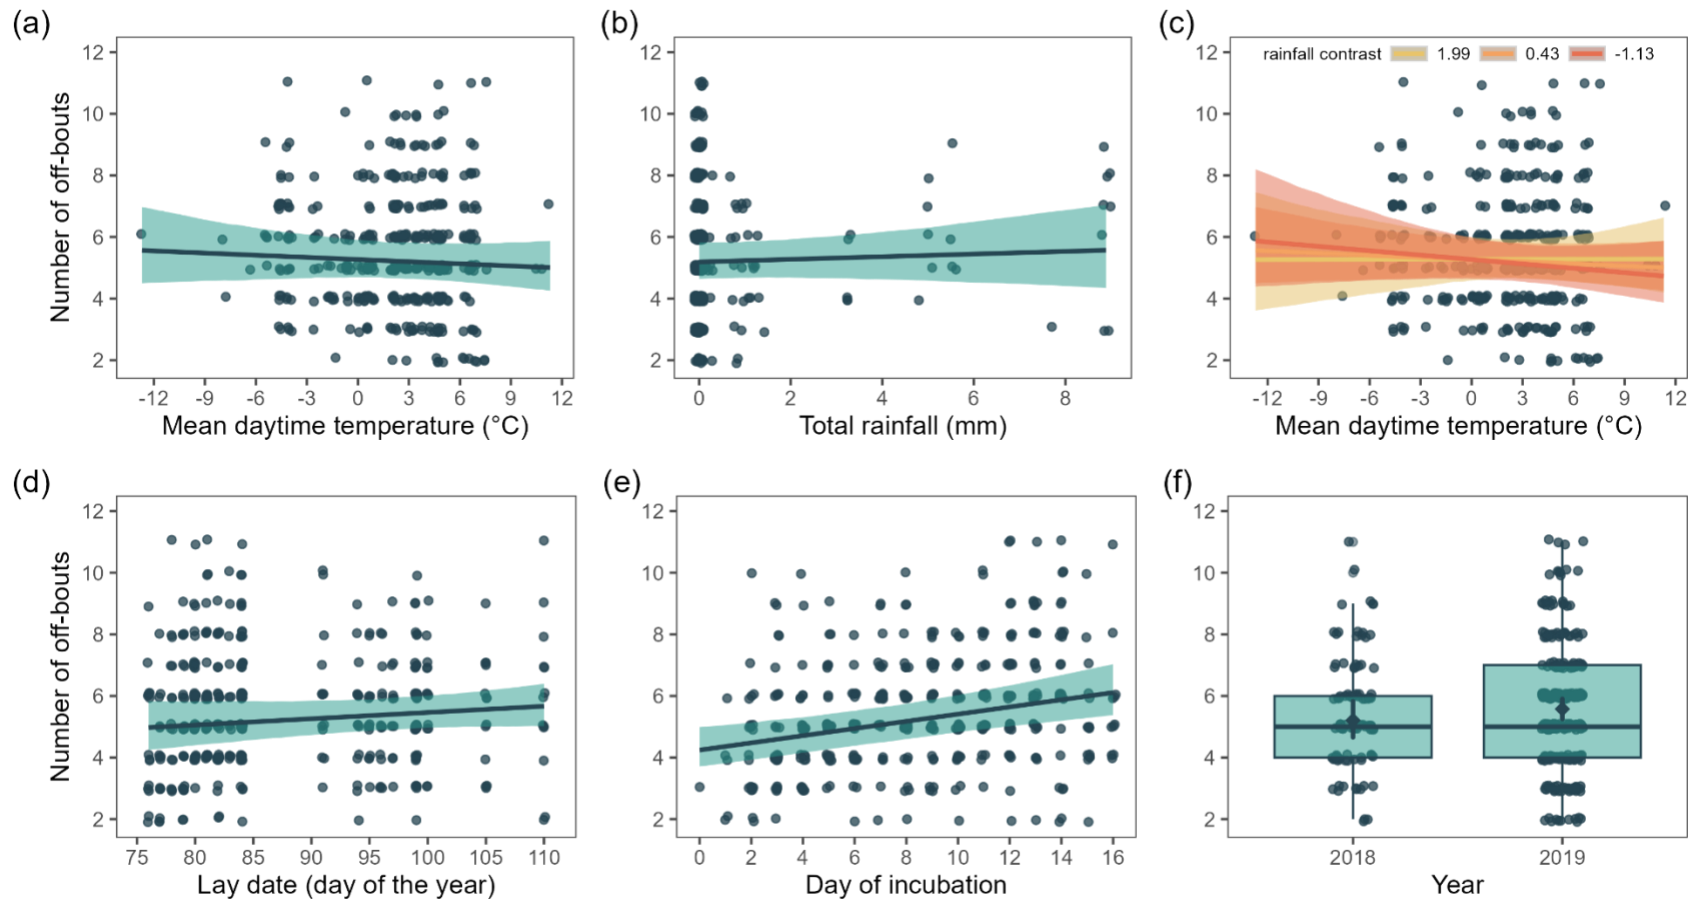 (a)
12
10
8
6
4
2
Number of off-bouts
-12 -9 -6 -3 0 3 6 9 12
Mean daytime temperature (°C)
(b)
12
10
8
6
4
2
0 2 4 6 8
Total rainfall (mm)
(c)
rainfall contrast 1.99 0.43 -1.13
12
10
8
6
4
2
-12 -9 -6 -3 0 3 6 9 12
Mean daytime temperature (°C)
(d)
12
10
8
6
4
2
Number of off-bouts
75 80 85 90 95 100 105 110
Lay date (day of the year)
(e)
12
10
8
6
4
2
0 2 4 6 8 10 12 14 16
Day of incubation
(f)
12
10
8
6
4
2
2018 2019
Year